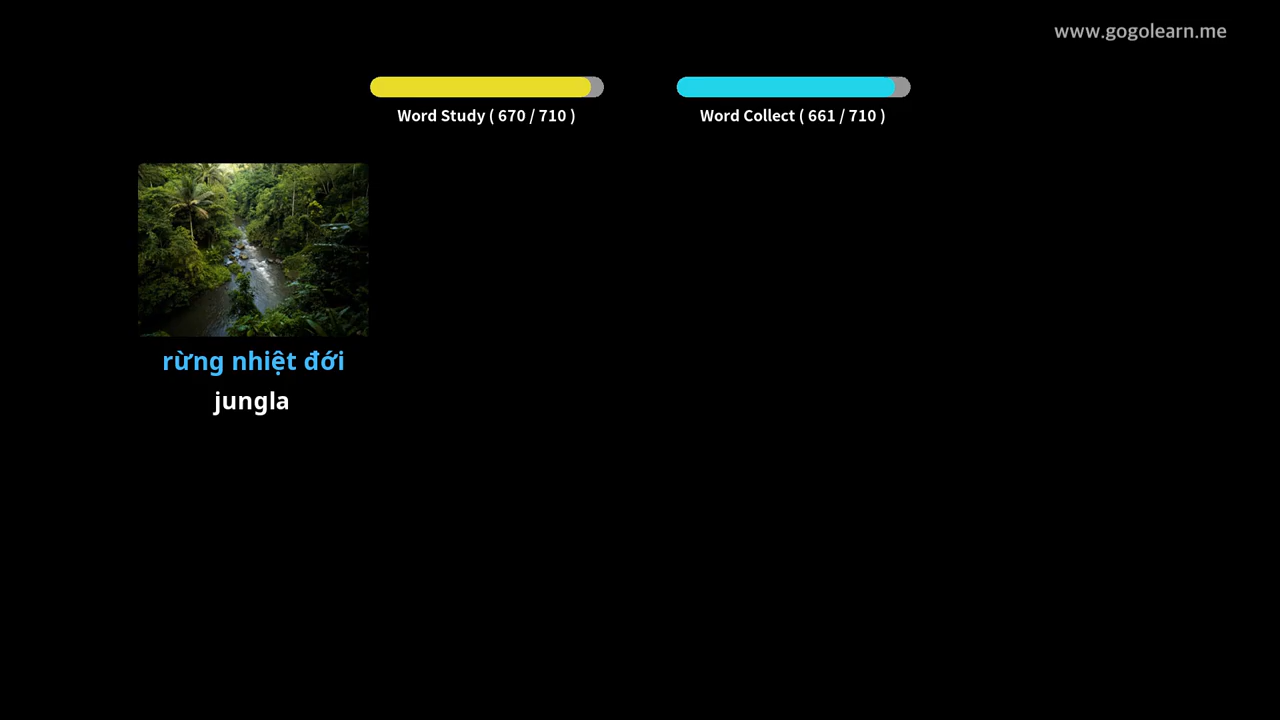 www.gogolearn.me
Word Study ( 670 / 710 )
Word Collect ( 661 / 710 )
rừng nhiệt đới
jungla